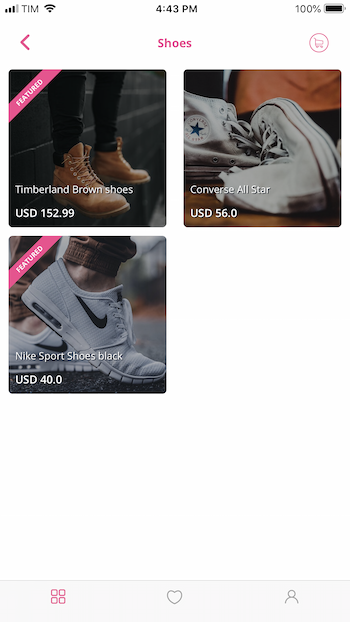 TIM 4:43 PM 100%
Shoes
FEATURED
Timberland Brown shoes
USD 152.99
CONVERSE
Converse All Star
USD 56.0
FEATURED
Nike Sport Shoes black
USD 40.0